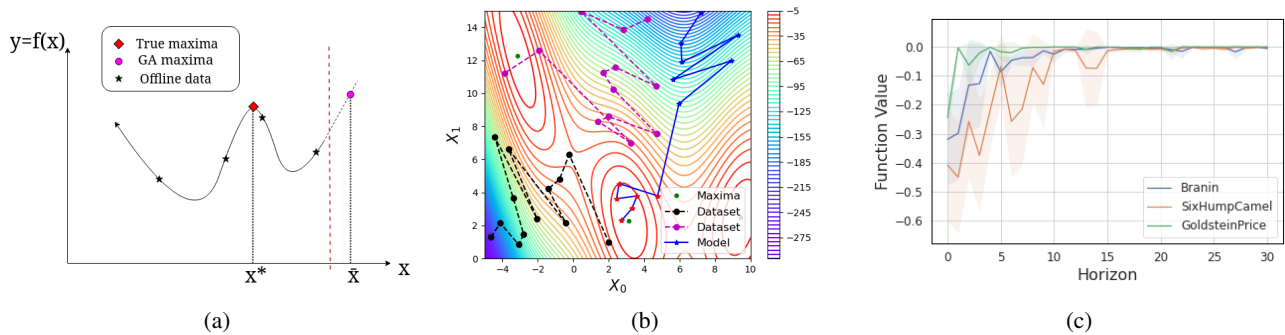 y=f(x)
True maxima
GA maxima
Offline data
x*
x̄
x
(a)
X₁
14
12
10
8
6
4
2
0
-4
-2
0
2
4
6
8
10
X₀
Maxima
Dataset
Dataset
Model
-5
-35
-65
-95
-125
-155
-185
-215
-245
-275
(b)
Function Value
0.0
-0.1
-0.2
-0.3
-0.4
-0.5
-0.6
0
5
10
15
20
25
30
Horizon
Branin
SixHumpCamel
GoldsteinPrice
(c)